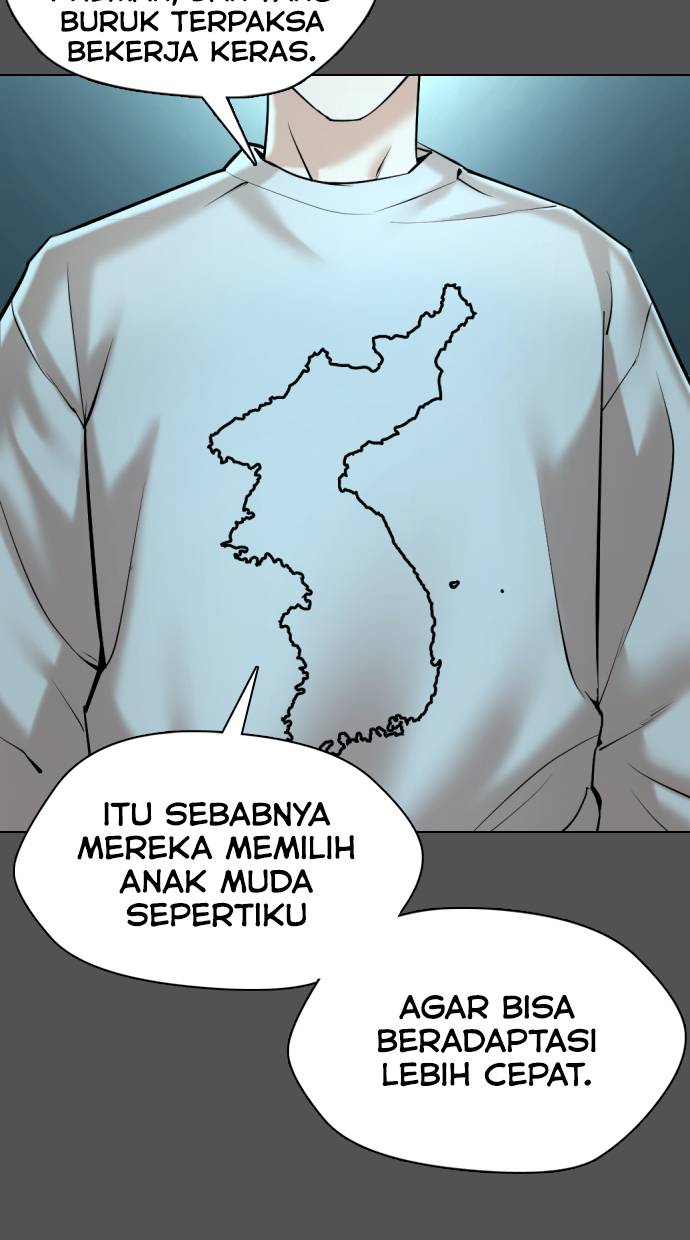 BURUK TERPAKSA
BEKERJA KERAS.
ITU SEBABNYA
MEREKA MEMILIH
ANAK MUDA
SEPERTIKU
AGAR BISA
BERADAPTASI
LEBIH CEPAT.